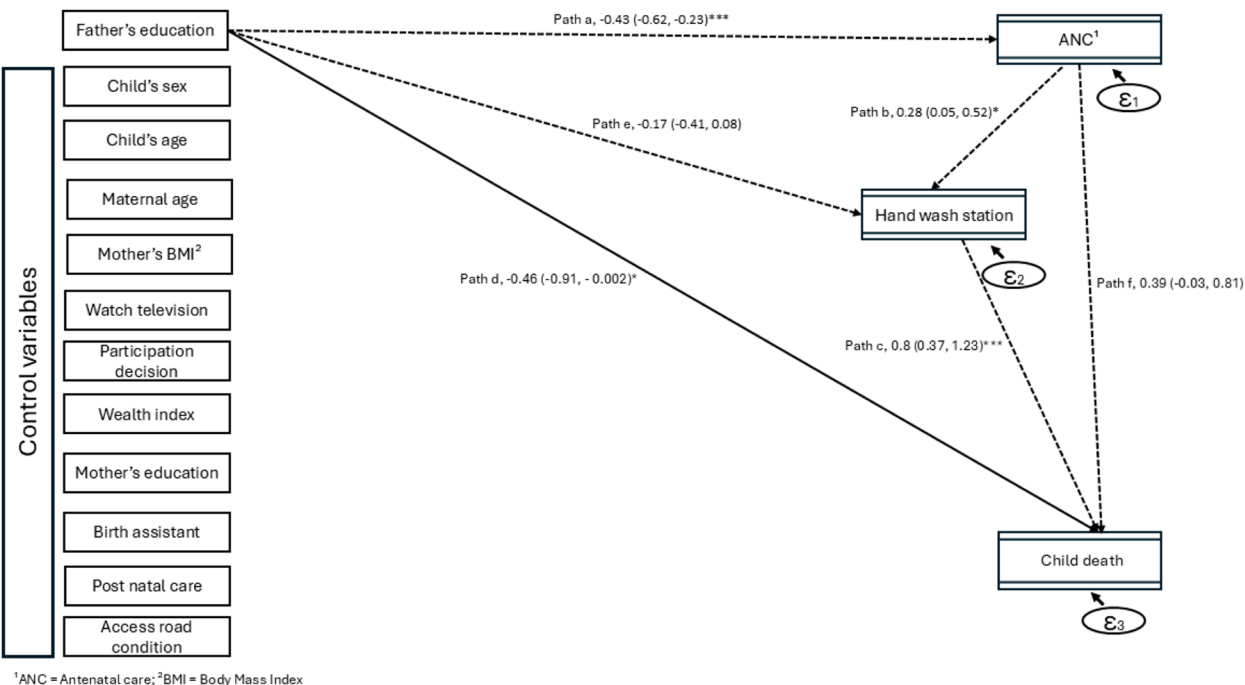 Father's education
Path a, -0.43 (-0.62, -0.23)***
ANC¹
ε1
Child's sex
Path b, 0.28 (0.05, 0.52)*
Path e, -0.17 (-0.41, 0.08)
Child's age
Maternal age
Hand wash station
ε2
Mother's BMI²
Path d, -0.46 (-0.91, - 0.002)*
Path f, 0.39 (-0.03, 0.81)
Watch television
Path c, 0.8 (0.37, 1.23)***
Participation
decision
Control variables
Wealth index
Mother's education
Birth assistant
Child death
ε3
Post natal care
Access road
condition
¹ANC = Antenatal care; ²BMI = Body Mass Index